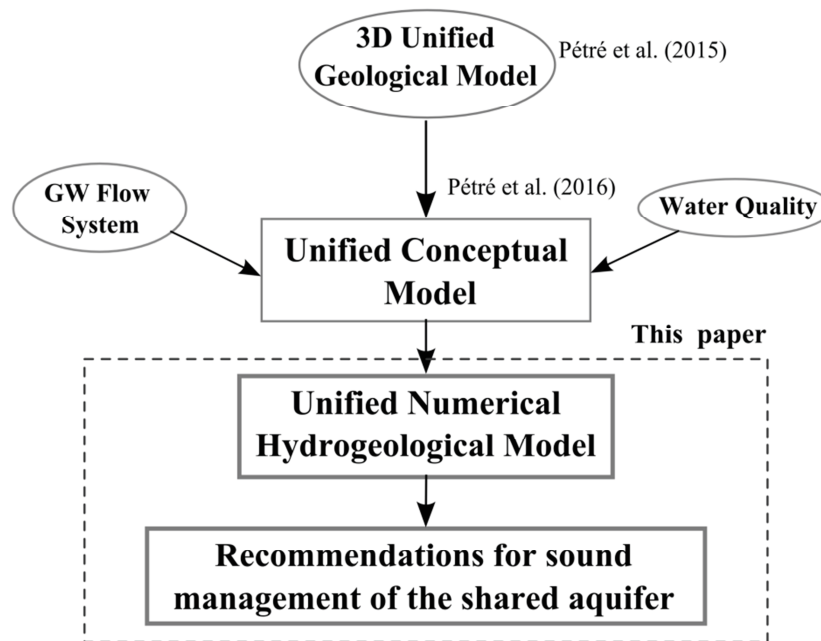 3D Unified
Geological Model
Pétré et al. (2015)
Pétré et al. (2016)
GW Flow
System
Water Quality
Unified Conceptual
Model
This paper
Unified Numerical
Hydrogeological Model
Recommendations for sound
management of the shared aquifer